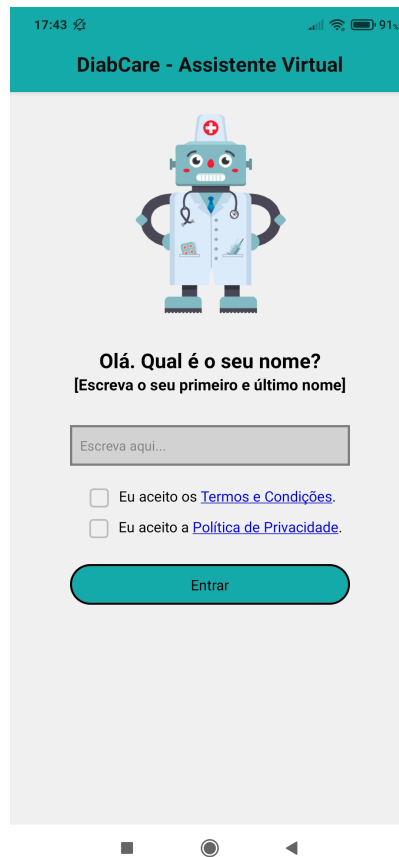 17:43
91%
DiabCare - Assistente Virtual
Olá. Qual é o seu nome?
[Escreva o seu primeiro e último nome]
Escreva aqui...
Eu aceito os Termos e Condições.
Eu aceito a Política de Privacidade.
Entrar